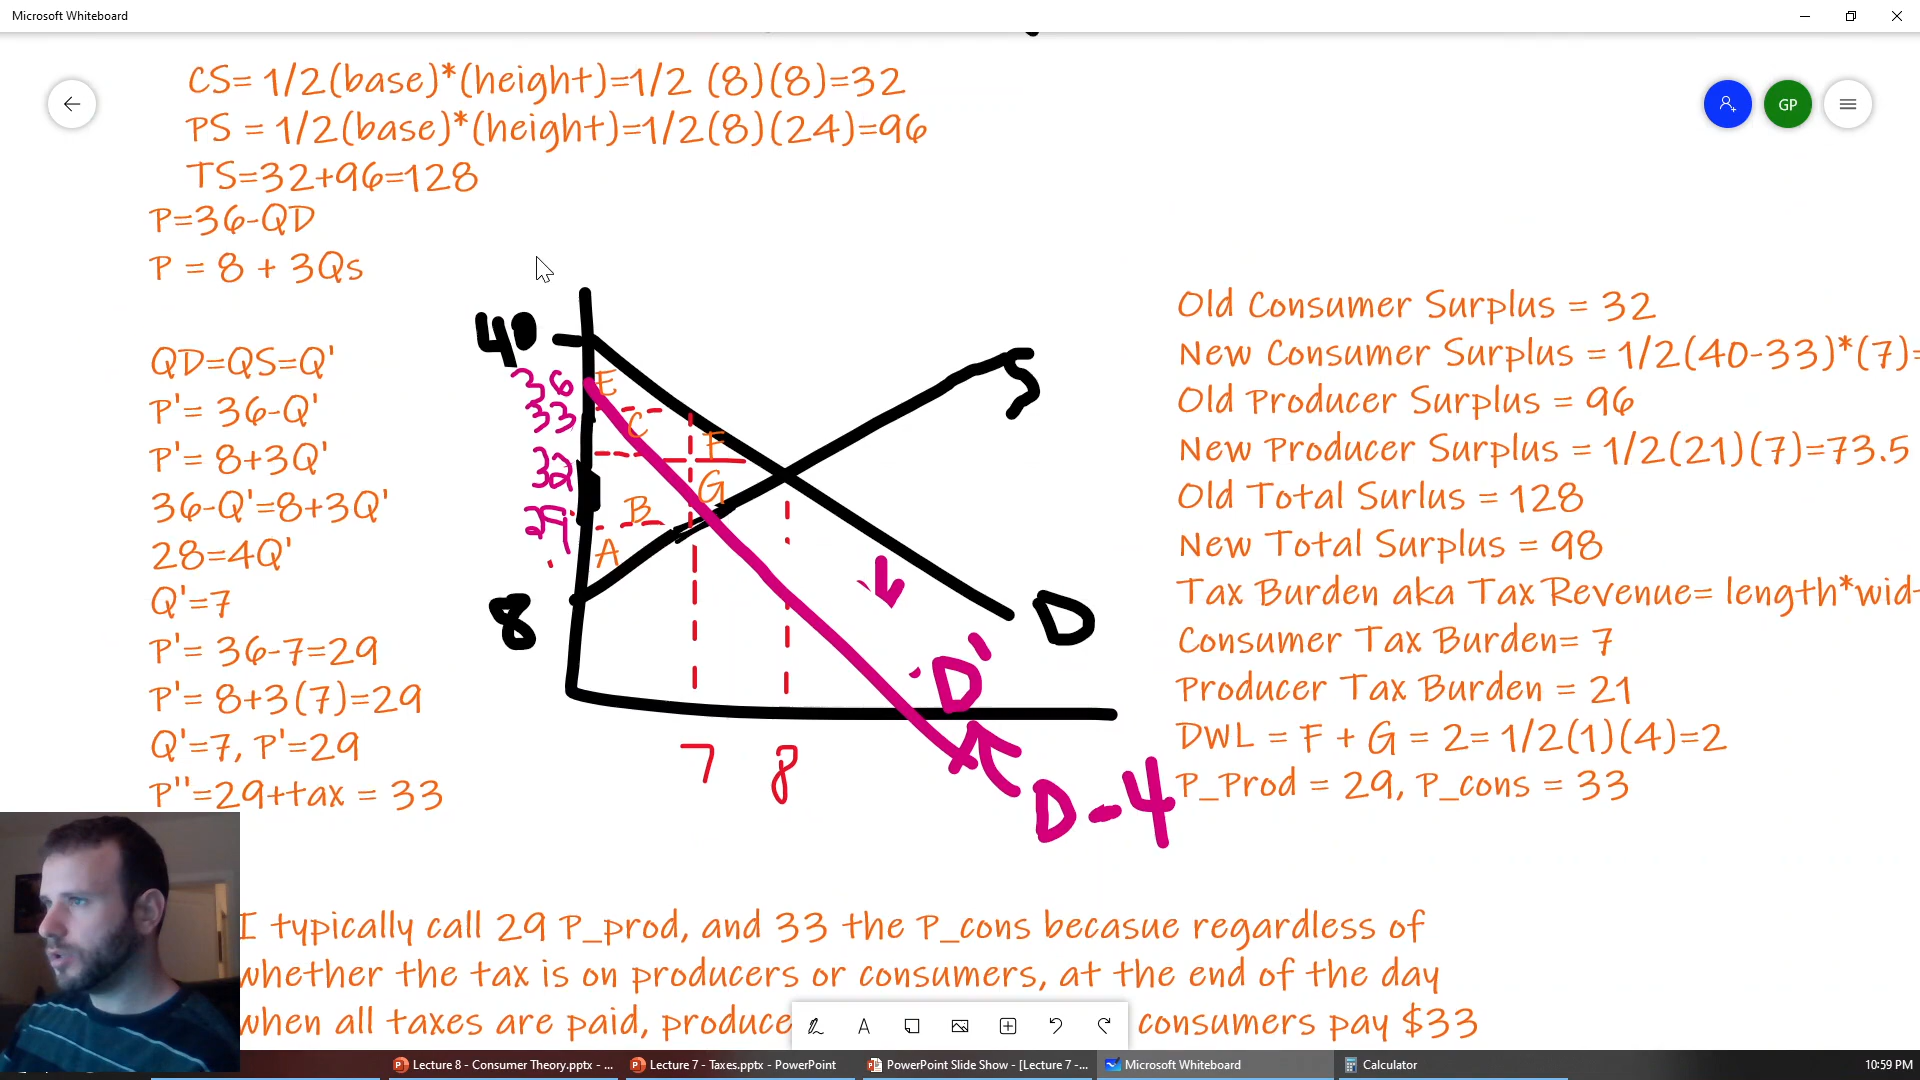 Microsoft Whiteboard
CS= 1/2(base)*(height)=1/2 (8)(8)=32
PS = 1/2(base)*(height)=1/2(8)(24)=96
TS=32+96=128
P=36-QD
P = 8 + 3Qs
QD=QS=Q'
P'= 36-Q'
P'= 8+3Q'
36-Q'=8+3Q'
28=4Q'
Q'=7
P'= 36-7=29
P'= 8+3(7)=29
Q'=7, P'=29
P''=29+tax = 33
GP
40
36
33
32
29
8
E
C
F
G
B
A
S
D
D'
D-4
7
8
Old Consumer Surplus = 32
New Consumer Surplus = 1/2(40-33)*(7)=
Old Producer Surplus = 96
New Producer Surplus = 1/2(21)(7)=73.5
Old Total Surlus = 128
New Total Surplus = 98
Tax Burden aka Tax Revenue= length*wid
Consumer Tax Burden= 7
Producer Tax Burden = 21
DWL = F + G = 2= 1/2(1)(4)=2
P_Prod = 29, P_cons = 33
I typically call 29 P_prod, and 33 the P_cons becasue regardless of
whether the tax is on producers or consumers, at the end of the day
when all taxes are paid, produce consumers pay $33
Lecture 8 - Consumer Theory.pptx - ...
Lecture 7 - Taxes.pptx - PowerPoint
PowerPoint Slide Show - [Lecture 7 -...
Microsoft Whiteboard
Calculator
10:59 PM